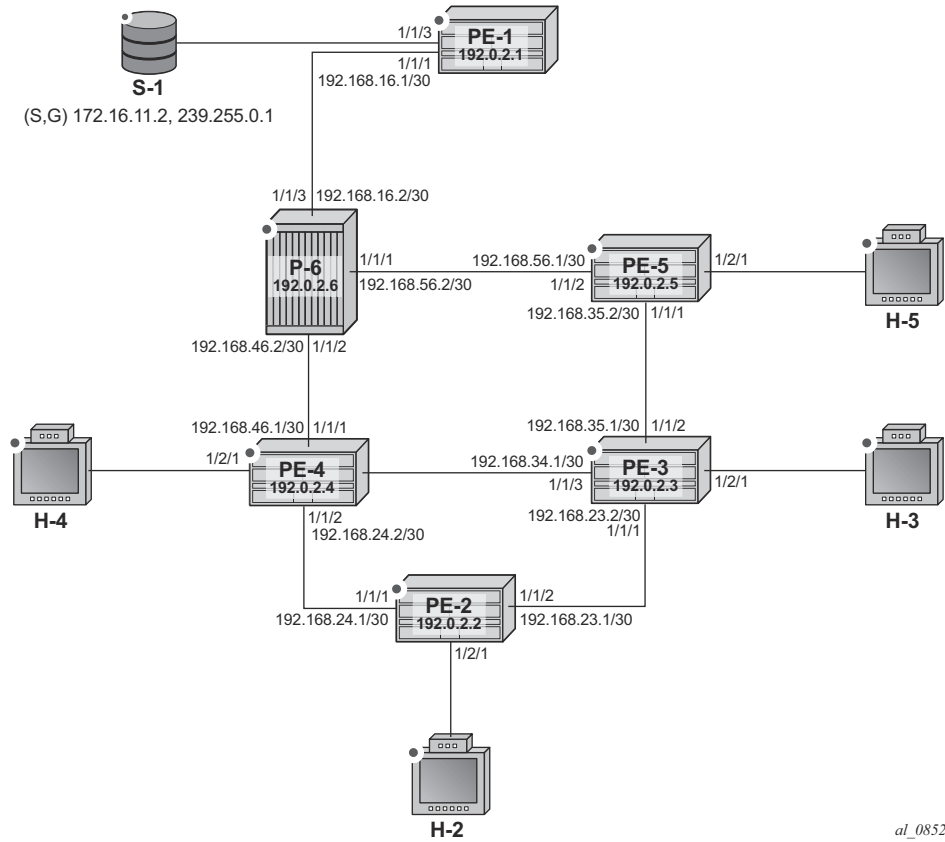 1/1/3
PE-1
192.0.2.1
1/1/1
192.168.16.1/30
S-1
(S,G) 172.16.11.2, 239.255.0.1
1/1/3 192.168.16.2/30
P-6
192.0.2.6
1/1/1
192.168.56.2/30
192.168.56.1/30
1/1/2
PE-5
192.0.2.5
1/2/1
H-5
192.168.35.2/30 1/1/1
192.168.46.2/30 1/1/2
192.168.46.1/30 1/1/1
192.168.35.1/30 1/1/2
1/2/1
PE-4
192.0.2.4
H-4
192.168.34.1/30
1/1/3
PE-3
192.0.2.3
1/2/1
H-3
1/1/2
192.168.24.2/30
192.168.23.2/30
1/1/1
1/1/1
192.168.24.1/30
PE-2
192.0.2.2
1/1/2
192.168.23.1/30
1/2/1
H-2
al_0852